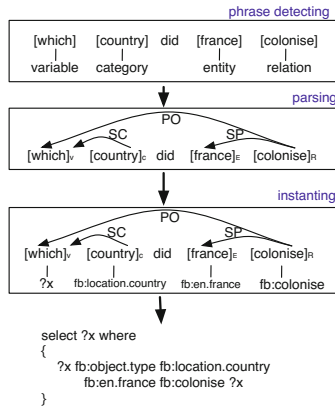 phrase detecting
[which] [country] did [france] [colonise]
variable category entity relation
parsing
PO
SC SP
[which]v [country]c did [france]E [colonise]R
instanting
PO
SC SP
[which]v [country]c did [france]E [colonise]R
?x fb:location.country fb:en.france fb:colonise
select ?x where
{
?x fb:object.type fb:location.country
fb:en.france fb:colonise ?x
}